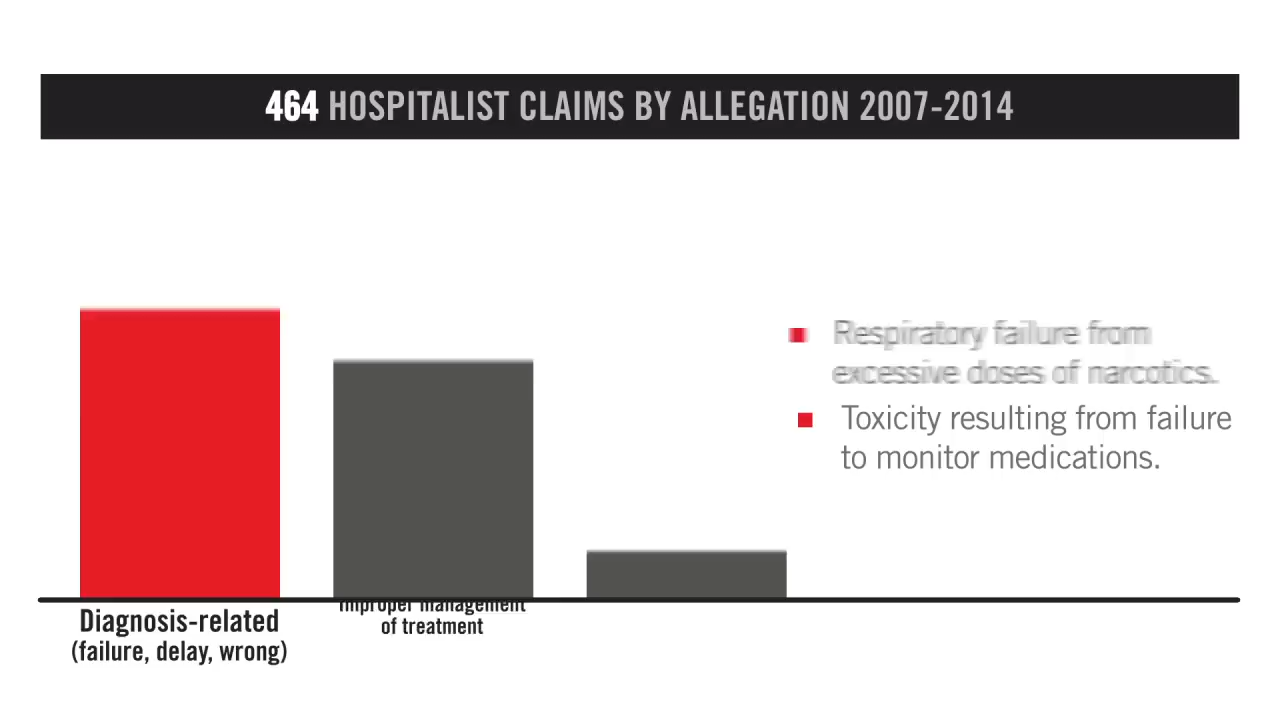 464 HOSPITALIST CLAIMS BY ALLEGATION 2007-2014
Respiratory failure from
excessive doses of narcotics.
Toxicity resulting from failure
to monitor medications.
Diagnosis-related
(failure, delay, wrong)
Improper management
of treatment